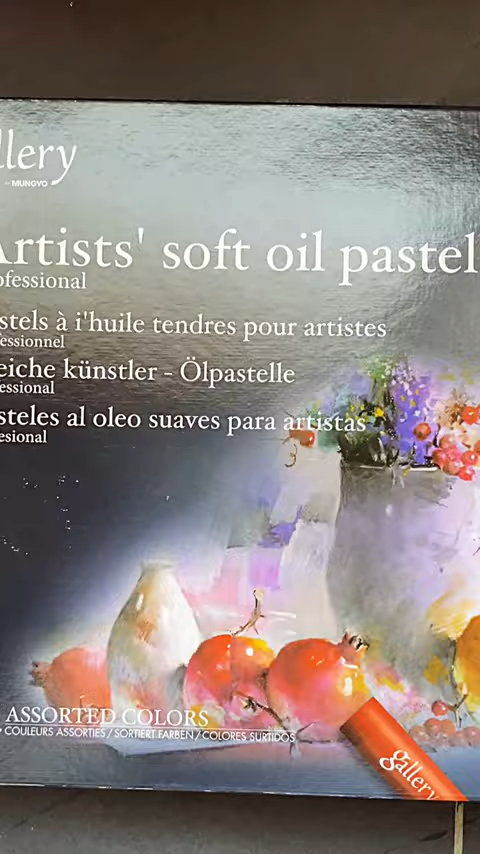 llery
MUNGYO
Artists' soft oil pastel
ofessional
stels à i'huile tendres pour artistes
essionnel
eiche künstler - Ölpastelle
essional
steles al oleo suaves para artistas
esional
ASSORTED COLORS
COULEURS ASSORTIES / SORTIERT FARBEN / COLORES SURTIDOS
gallery